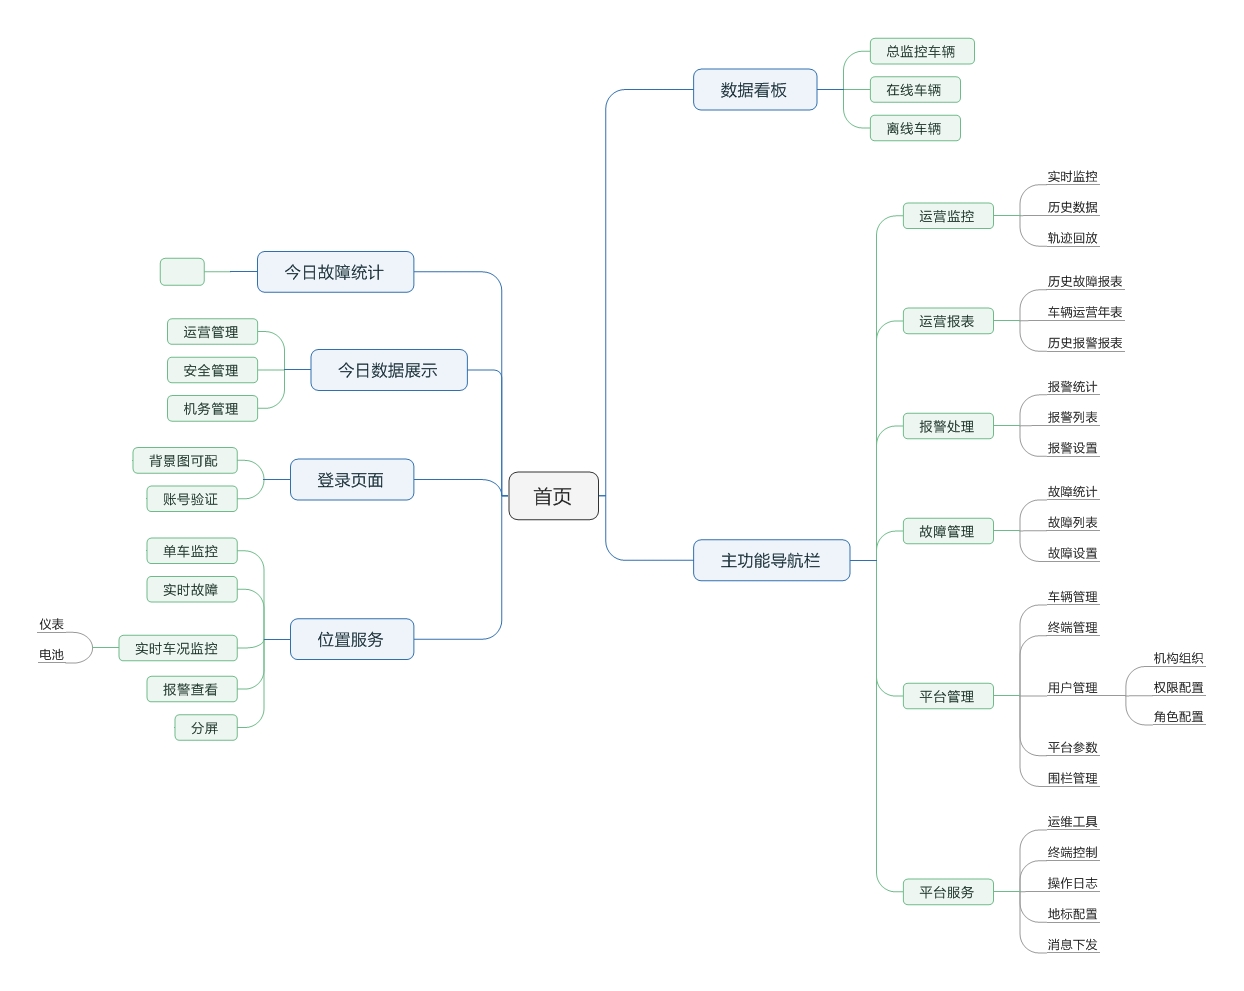 首页
数据看板
总监控车辆
在线车辆
离线车辆
主功能导航栏
运营监控
实时监控
历史数据
轨迹回放
运营报表
历史故障报表
车辆运营年表
历史报警报表
报警处理
报警统计
报警列表
报警设置
故障管理
故障统计
故障列表
故障设置
平台管理
车辆管理
终端管理
用户管理
机构组织
权限配置
角色配置
平台参数
围栏管理
平台服务
运维工具
终端控制
操作日志
地标配置
消息下发
今日故障统计
今日数据展示
运营管理
安全管理
机务管理
登录页面
背景图可配
账号验证
位置服务
单车监控
实时故障
实时车况监控
仪表
电池
报警查看
分屏